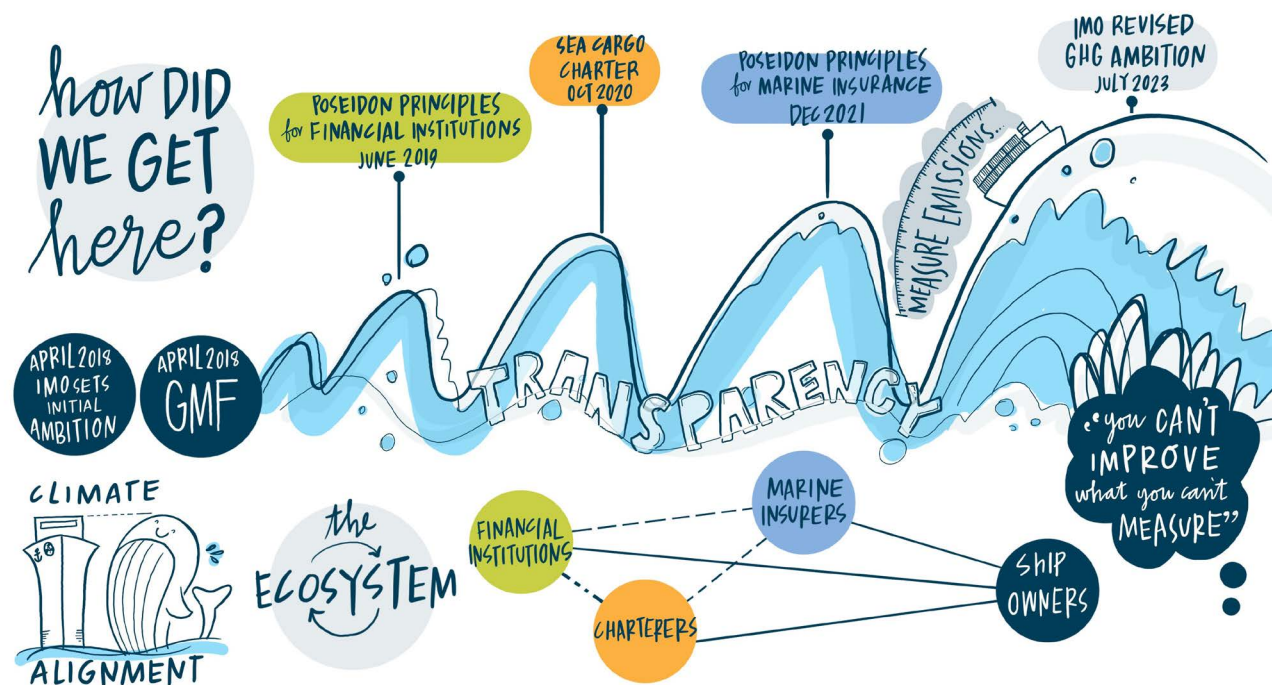 how DID
WE GET
here?
POSEIDON PRINCIPLES
for FINANCIAL INSTITUTIONS
JUNE 2019
SEA CARGO
CHARTER
OCT 2020
POSEIDON PRINCIPLES
for MARINE INSURANCE
DEC 2021
IMO REVISED
GHG AMBITION
JULY 2023
MEASURE EMISSIONS...
APRIL 2018
IMO SETS
INITIAL
AMBITION
APRIL 2018
GMF
TRANSPARENCY
"you CAN'T
IMPROVE
what you can't
MEASURE"
CLIMATE
ALIGNMENT
the
ECOSYSTEM
FINANCIAL
INSTITUTIONS
MARINE
INSURERS
CHARTERERS
SHIP
OWNERS